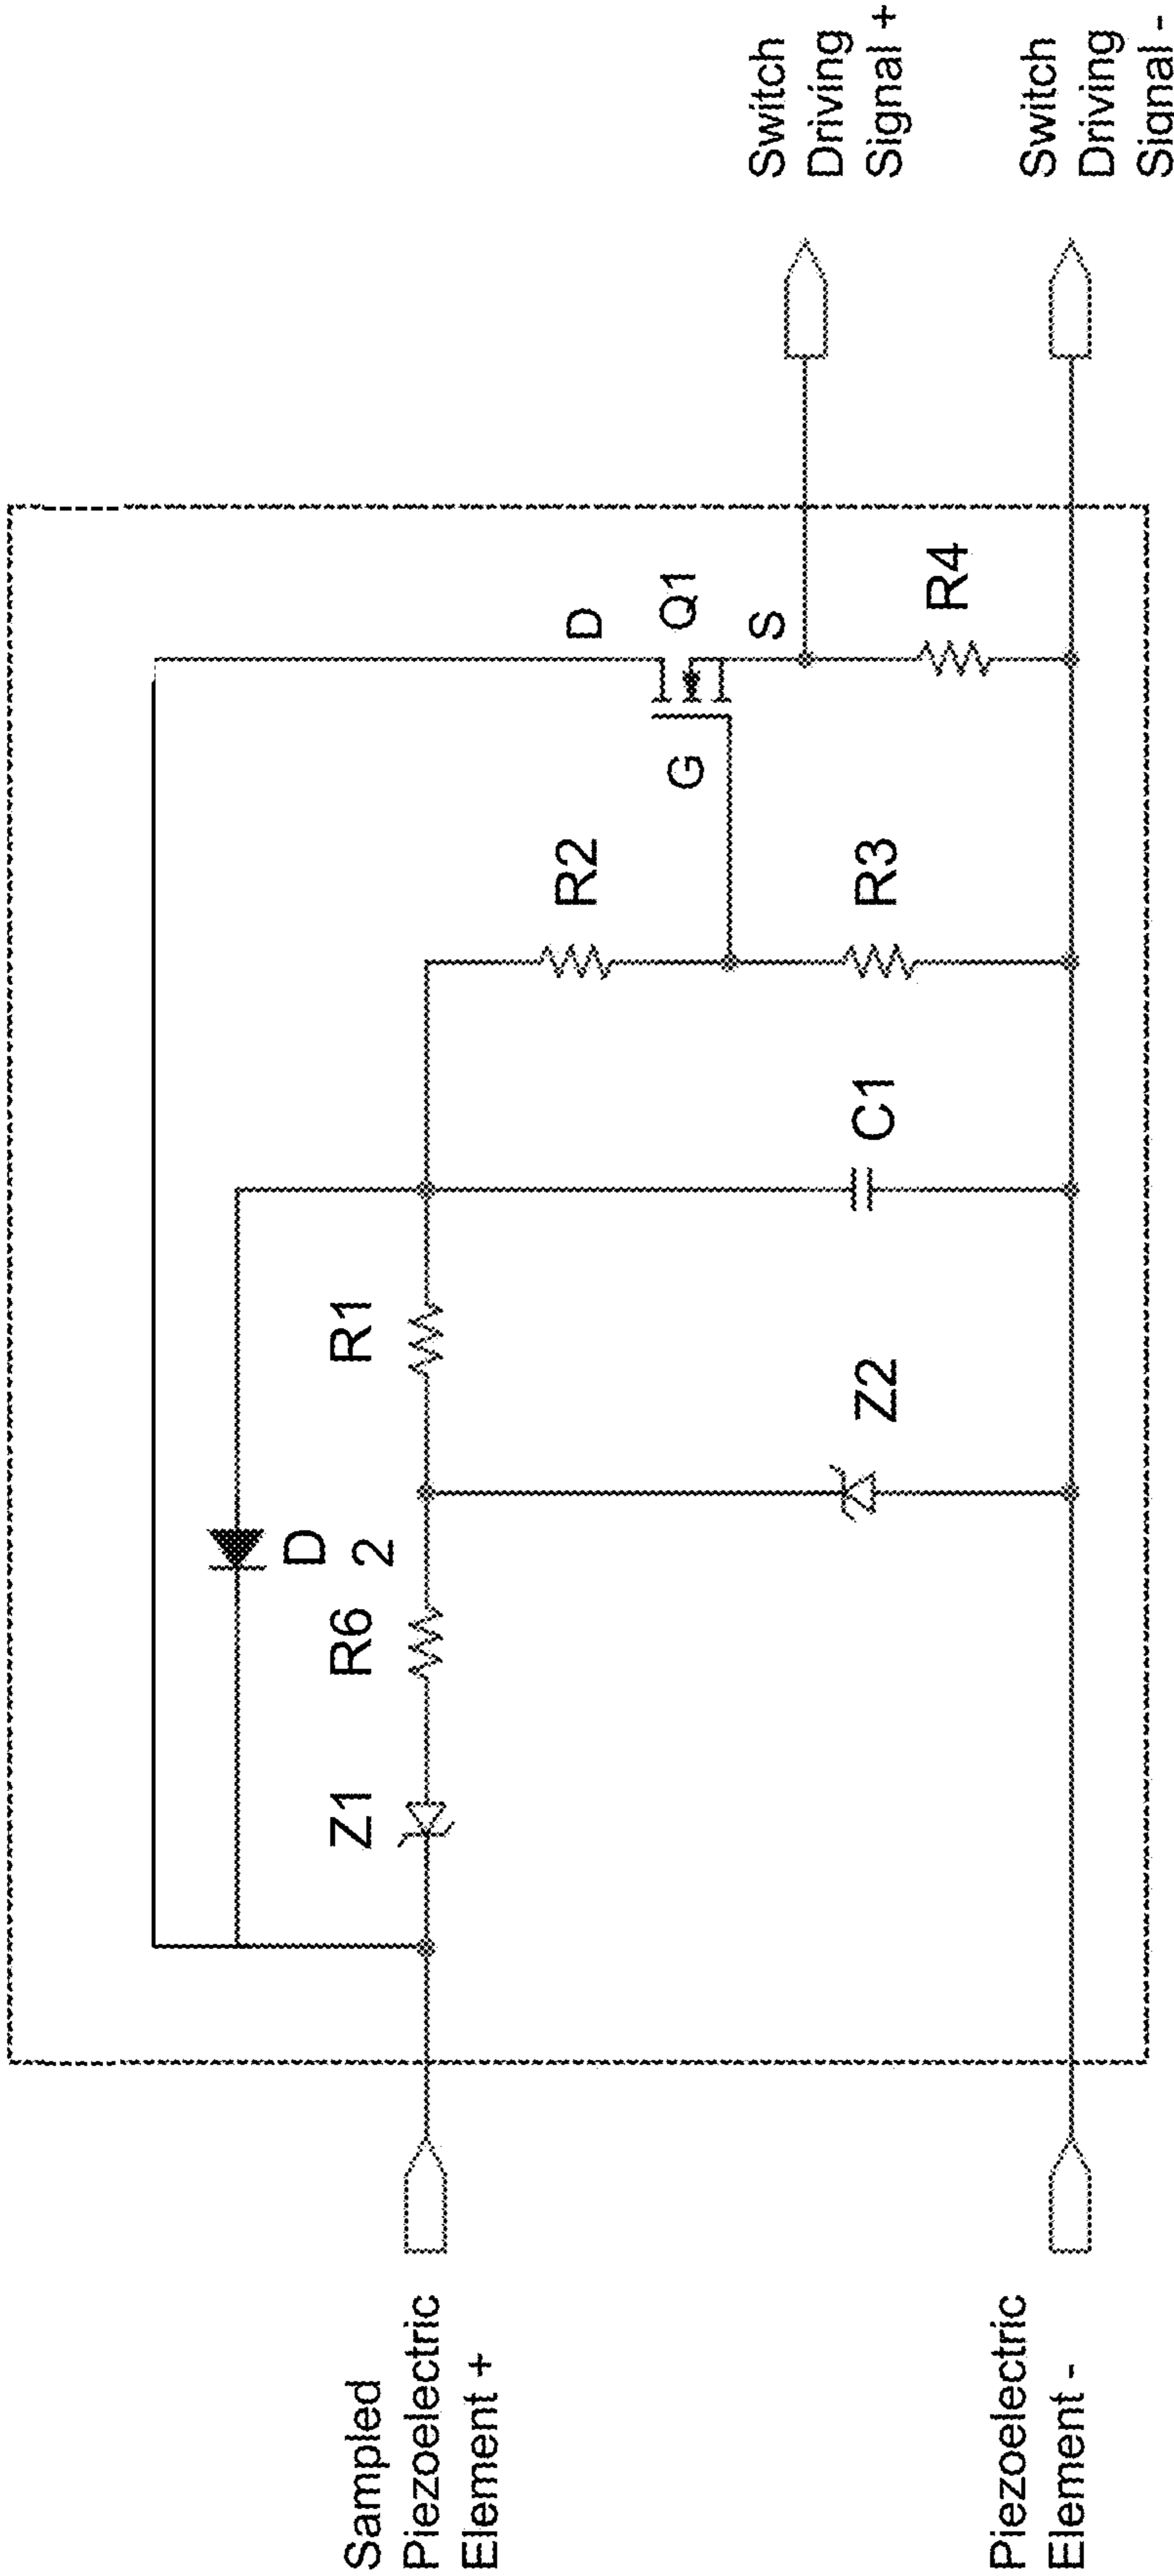 Sampled
Piezoelectric
Element +
Piezoelectric
Element -
Z1
R6
D
2
R1
Z2
C1
R2
R3
G
D
Q1
S
R4
Switch
Driving
Signal +
Switch
Driving
Signal -